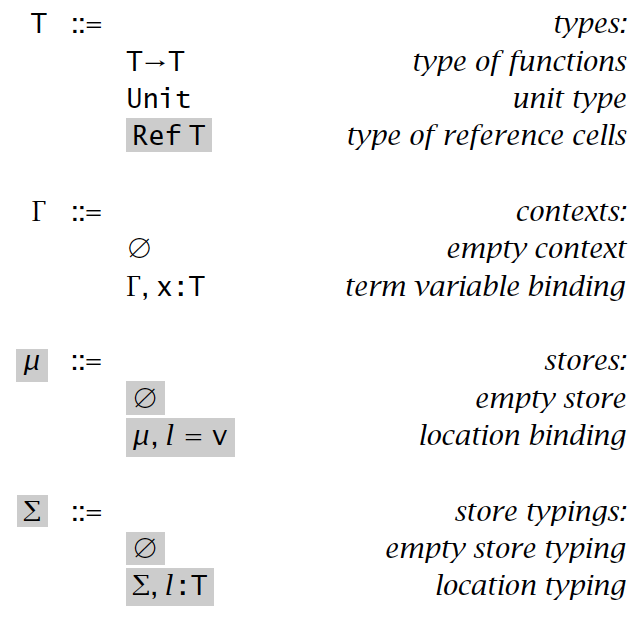 T ::= types:
T→T type of functions
Unit unit type
Ref T type of reference cells
Γ ::= contexts:
∅ empty context
Γ, x:T term variable binding
μ ::= stores:
∅ empty store
μ, l = v location binding
Σ ::= store typings:
∅ empty store typing
Σ, l:T location typing